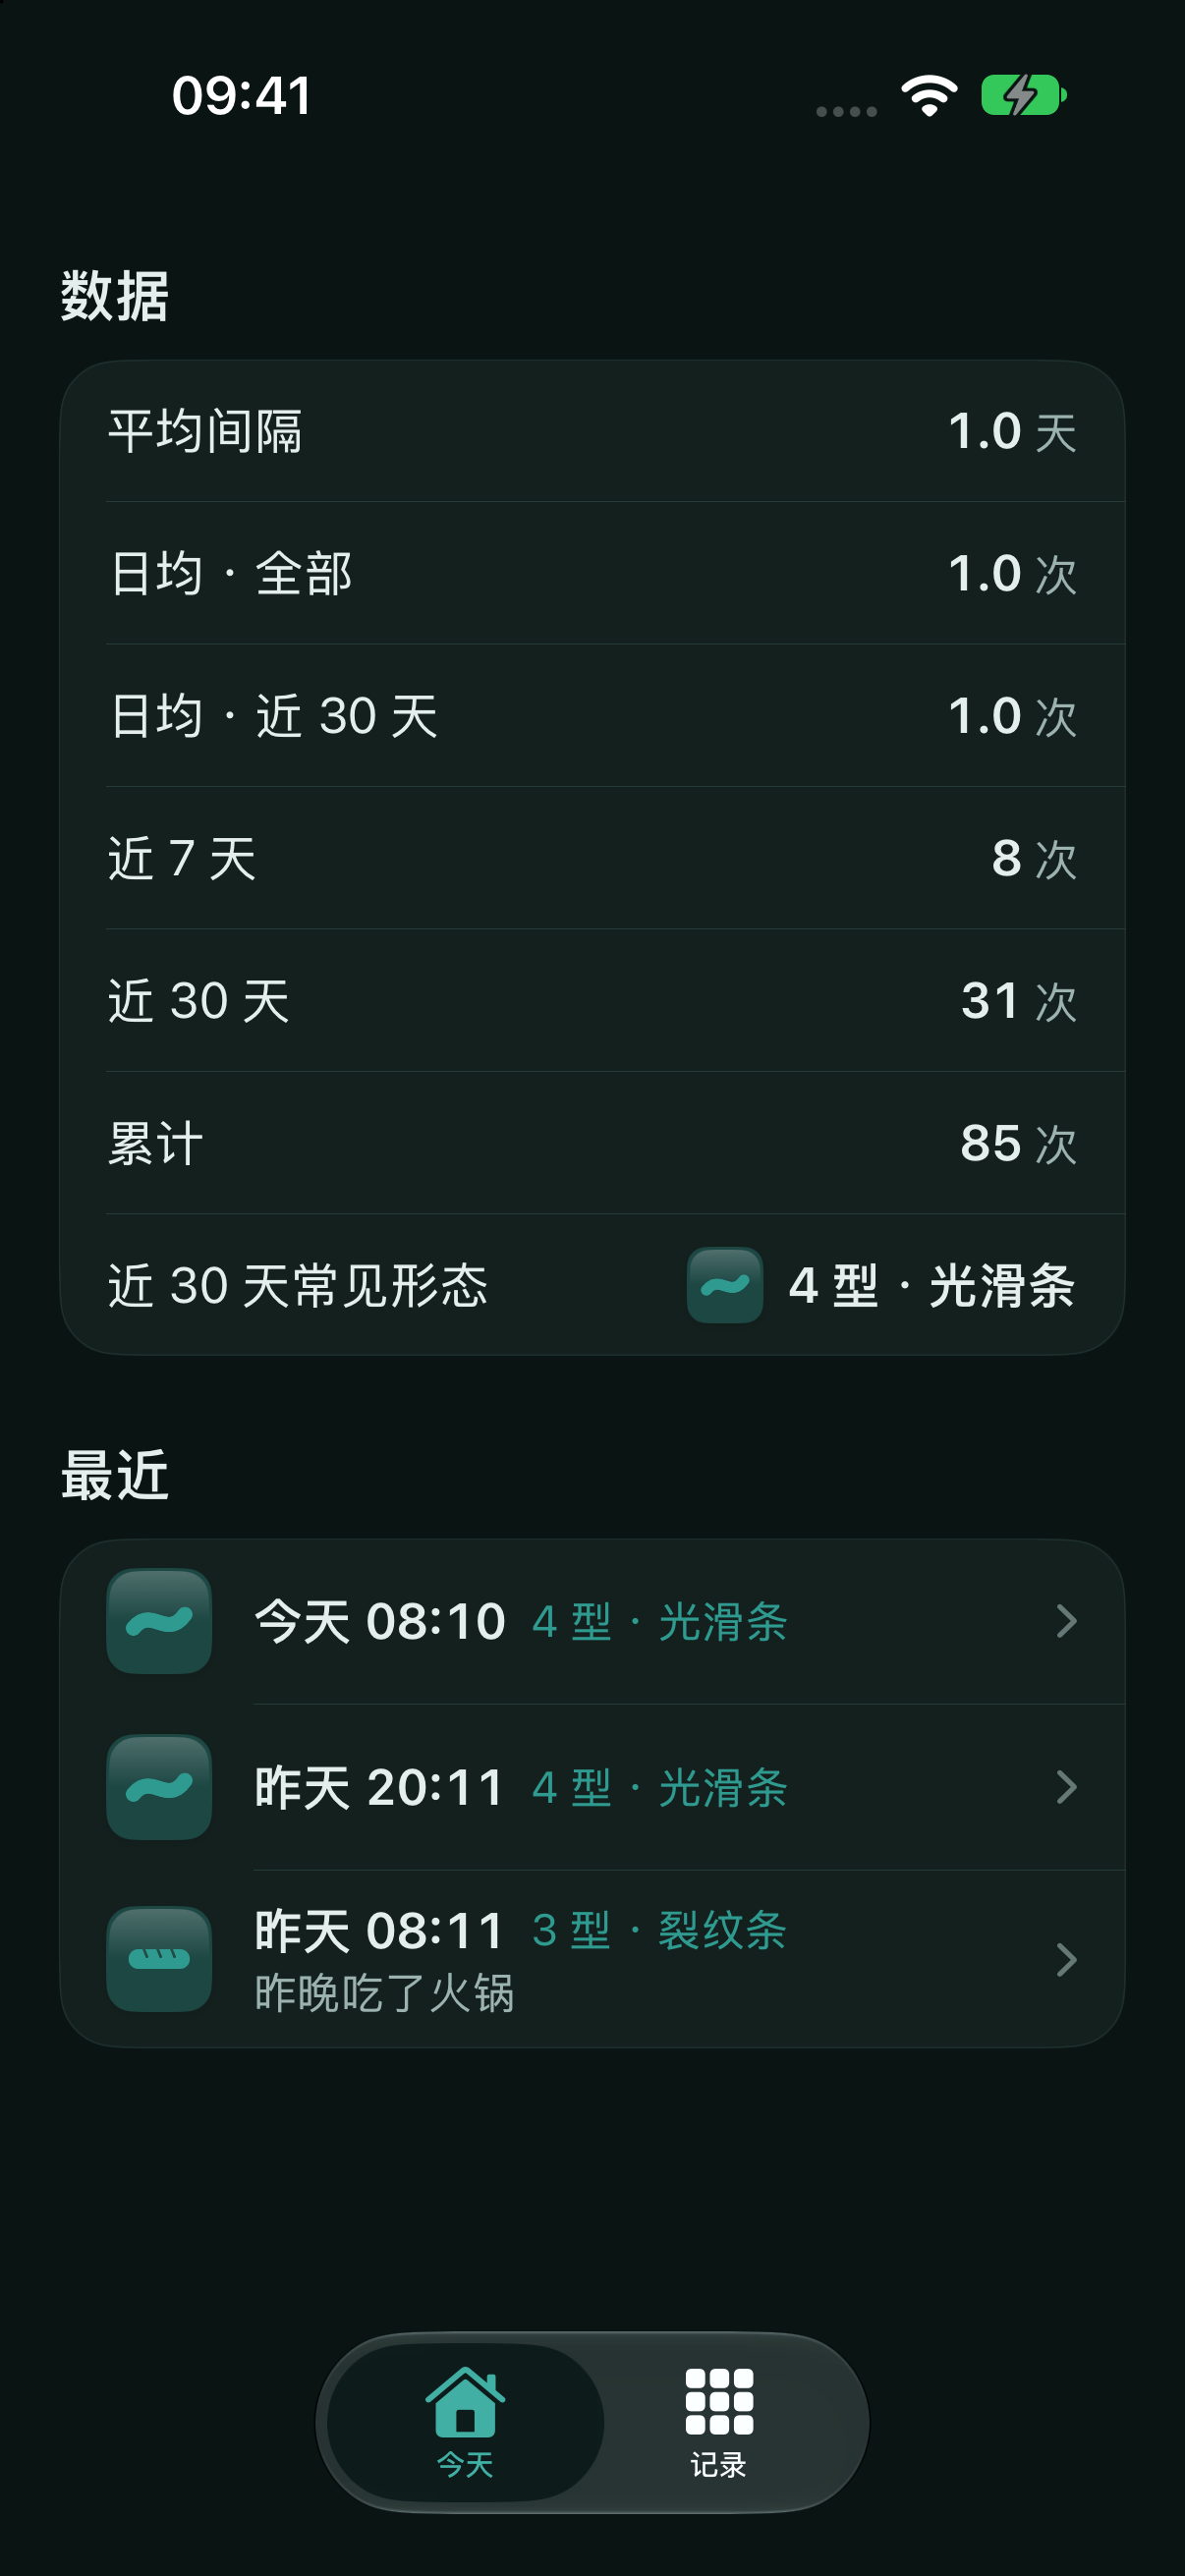 09:41
数据
平均间隔 1.0 天
日均 · 全部 1.0 次
日均 · 近 30 天 1.0 次
近 7 天 8 次
近 30 天 31 次
累计 85 次
近 30 天常见形态 4 型 · 光滑条
最近
今天 08:10 4 型 · 光滑条
昨天 20:11 4 型 · 光滑条
昨天 08:11 3 型 · 裂纹条
昨晚吃了火锅
今天 记录